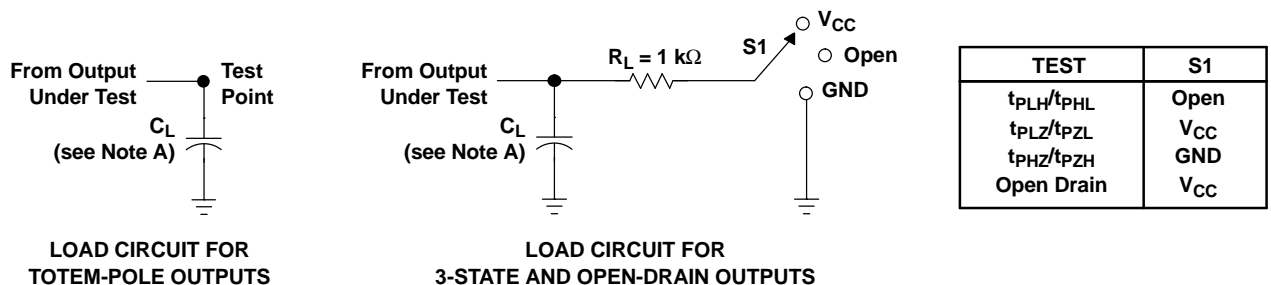 From Output
Under Test
Test
Point
C_L
(see Note A)
LOAD CIRCUIT FOR
TOTEM-POLE OUTPUTS
From Output
Under Test
R_L = 1 kΩ
S1
V_CC
Open
GND
C_L
(see Note A)
LOAD CIRCUIT FOR
3-STATE AND OPEN-DRAIN OUTPUTS
TEST S1
t_PLH/t_PHL Open
t_PLZ/t_PZL V_CC
t_PHZ/t_PZH GND
Open Drain V_CC